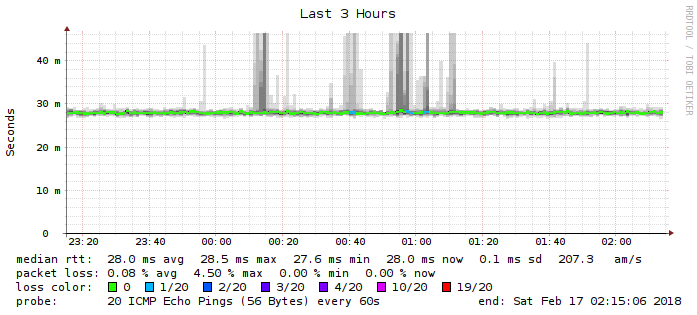 Last 3 Hours
RRDTOOL / TOBI OETIKER
Seconds
40 m
30 m
20 m
10 m
0
23:20 23:40 00:00 00:20 00:40 01:00 01:20 01:40 02:00
median rtt: 28.0 ms avg 28.5 ms max 27.6 ms min 28.0 ms now 0.1 ms sd 207.3 am/s
packet loss: 0.08 % avg 4.50 % max 0.00 % min 0.00 % now
loss color: 0 1/20 2/20 3/20 4/20 10/20 19/20
probe: 20 ICMP Echo Pings (56 Bytes) every 60s end: Sat Feb 17 02:15:06 2018